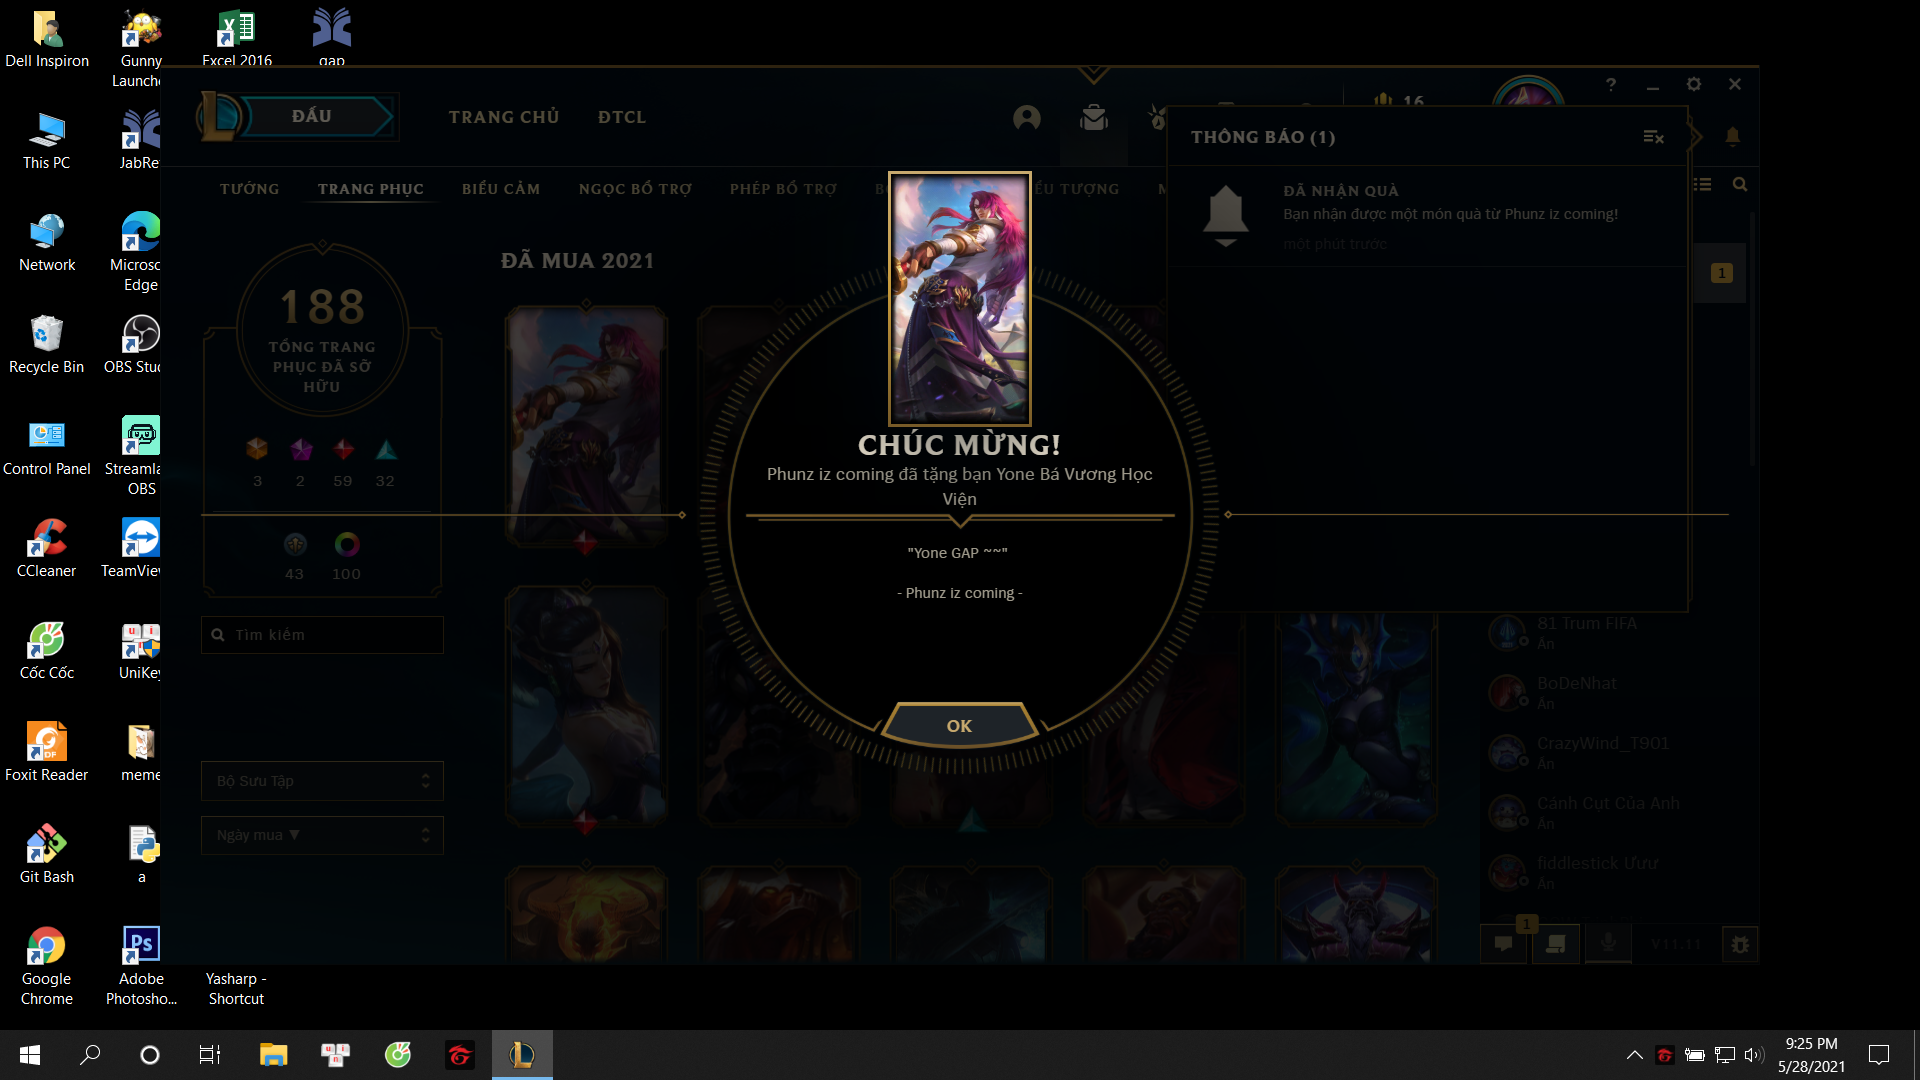 Dell Inspiron
Gunny
Launche
Excel 2016
gap
This PC
JabRe
Network
Microso
Edge
Recycle Bin
OBS Stud
Control Panel
Streamla
OBS
CCleaner
TeamView
Cốc Cốc
UniKey
Foxit Reader
meme
Git Bash
a
Google
Chrome
Adobe
Photosho...
Yasharp -
Shortcut
ĐẤU
TRANG CHỦ
ĐTCL
16
?
TƯỚNG
TRANG PHỤC
BIỂU CẢM
NGỌC BỔ TRỢ
PHÉP BỔ TRỢ
ỂU TƯỢNG
THÔNG BÁO (1)
ĐÃ NHẬN QUÀ
Bạn nhận được một món quà từ Phunz iz coming!
một phút trước
1
188
TỔNG TRANG
PHỤC ĐÃ SỞ
HỮU
3
2
59
32
43
100
Tìm kiếm
Bộ Sưu Tập
Ngày mua ▼
ĐÃ MUA 2021
CHÚC MỪNG!
Phunz iz coming đã tặng bạn Yone Bá Vương Học
Viện
"Yone GAP ~~"
- Phunz iz coming -
OK
81 Trum FIFA
Ẩn
BoDeNhat
Ẩn
CrazyWind_T901
Ẩn
Cánh Cụt Của Anh
Ẩn
fiddlestick Ưuư
Ẩn
1
V11.11
Ps
9:25 PM
5/28/2021